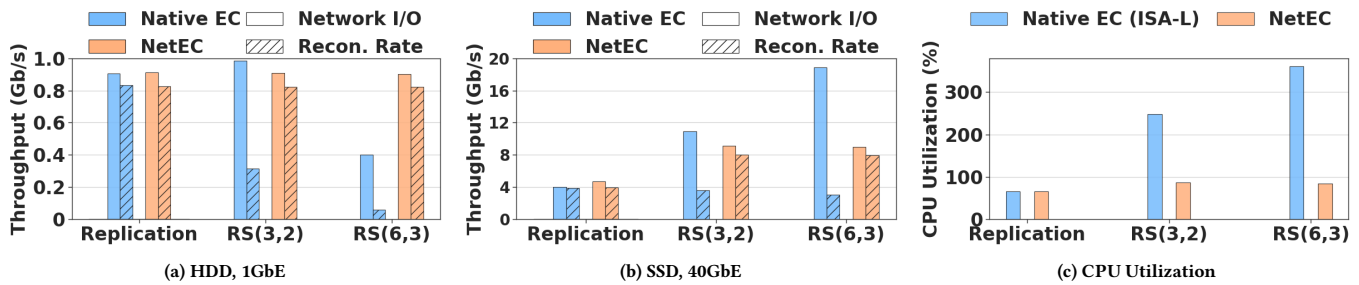 Native EC Network I/O
NetEC Recon. Rate
Throughput (Gb/s)
1.0
0.8
0.6
0.4
0.2
0
Replication RS(3,2) RS(6,3)
(a) HDD, 1GbE
Native EC Network I/O
NetEC Recon. Rate
Throughput (Gb/s)
20
16
12
8
4
0
Replication RS(3,2) RS(6,3)
(b) SSD, 40GbE
Native EC (ISA-L) NetEC
CPU Utilization (%)
300
200
100
0
Replication RS(3,2) RS(6,3)
(c) CPU Utilization